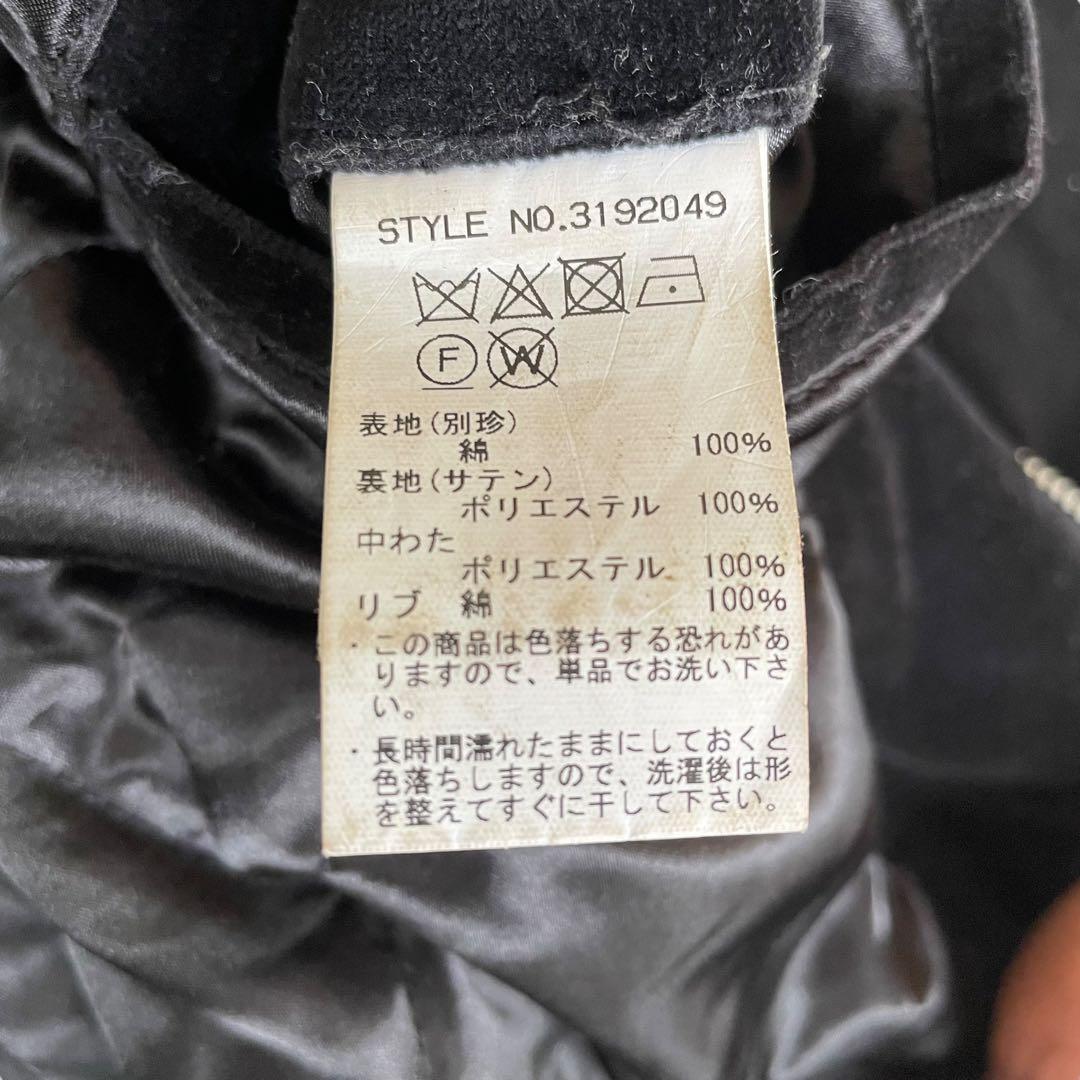 STYLE NO.3192049
F W
表地(別珍)
綿 100%
裏地(サテン)
ポリエステル 100%
中わた
ポリエステル 100%
リブ 綿 100%
・この商品は色落ちする恐れがあ
りますので、単品でお洗い下さ
い。
・長時間濡れたままにしておくと
色落ちしますので、洗濯後は形
を整えてすぐに干して下さい。